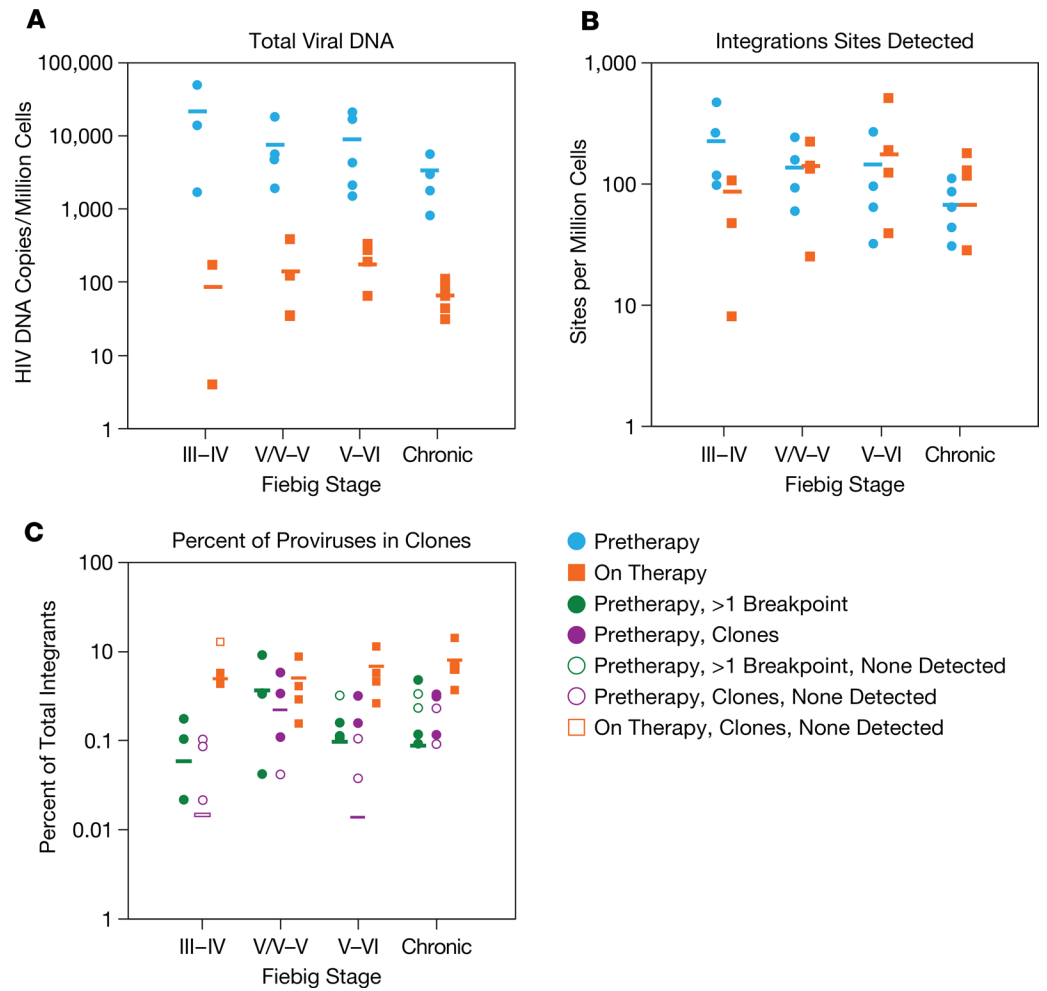 A
Total Viral DNA
HIV DNA Copies/Million Cells
100,000
10,000
1,000
100
10
1
III–IV V/V–V V–VI Chronic
Fiebig Stage
B
Integrations Sites Detected
Sites per Million Cells
1,000
100
10
1
III–IV V/V–V V–VI Chronic
Fiebig Stage
C
Percent of Proviruses in Clones
Percent of Total Integrants
100
10
0.1
0.01
1
III–IV V/V–V V–VI Chronic
Fiebig Stage
Pretherapy
On Therapy
Pretherapy, >1 Breakpoint
Pretherapy, Clones
Pretherapy, >1 Breakpoint, None Detected
Pretherapy, Clones, None Detected
On Therapy, Clones, None Detected